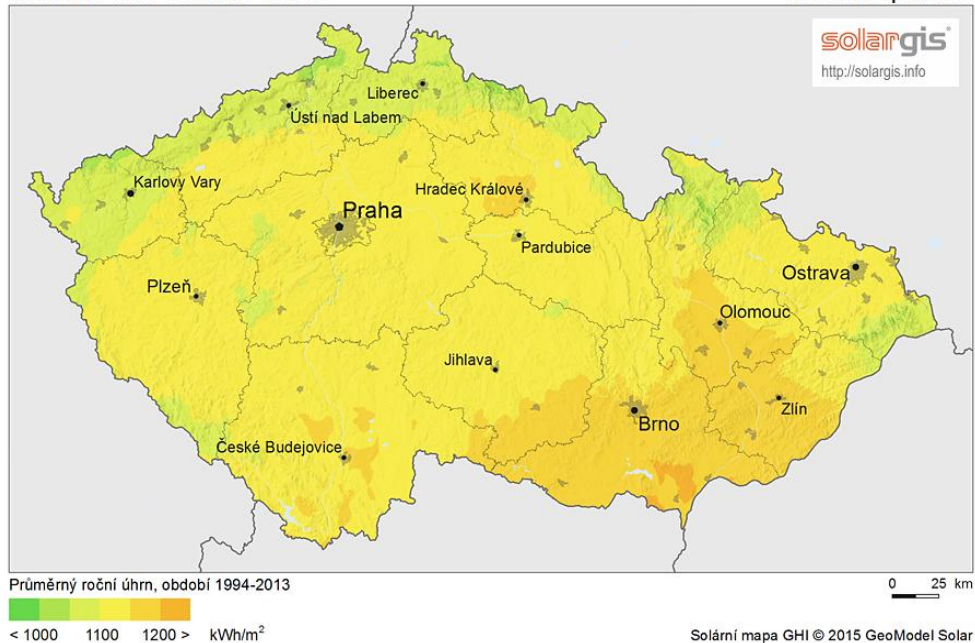 solargis
http://solargis.info
Liberec
Ústí nad Labem
Karlovy Vary
Hradec Králové
Praha
Pardubice
Plzeň
Ostrava
Olomouc
Jihlava
Zlín
Brno
České Budejovice
Průměrný roční úhrn, období 1994-2013
0 25 km
< 1000 1100 1200 > kWh/m²
Solární mapa GHI © 2015 GeoModel Solar